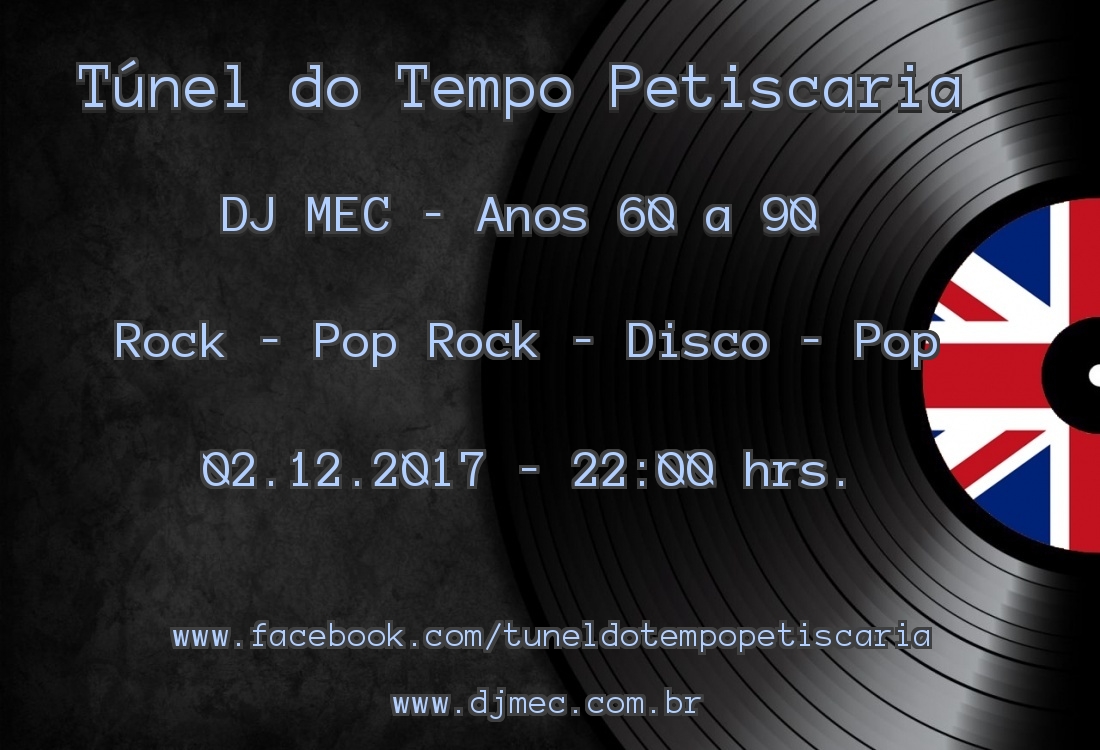 Túnel do Tempo Petiscaria
DJ MEC - Anos 60 a 90
Rock - Pop Rock - Disco - Pop
02.12.2017 - 22:00 hrs.
www.facebook.com/tuneldotempopetiscaria
www.djmec.com.br